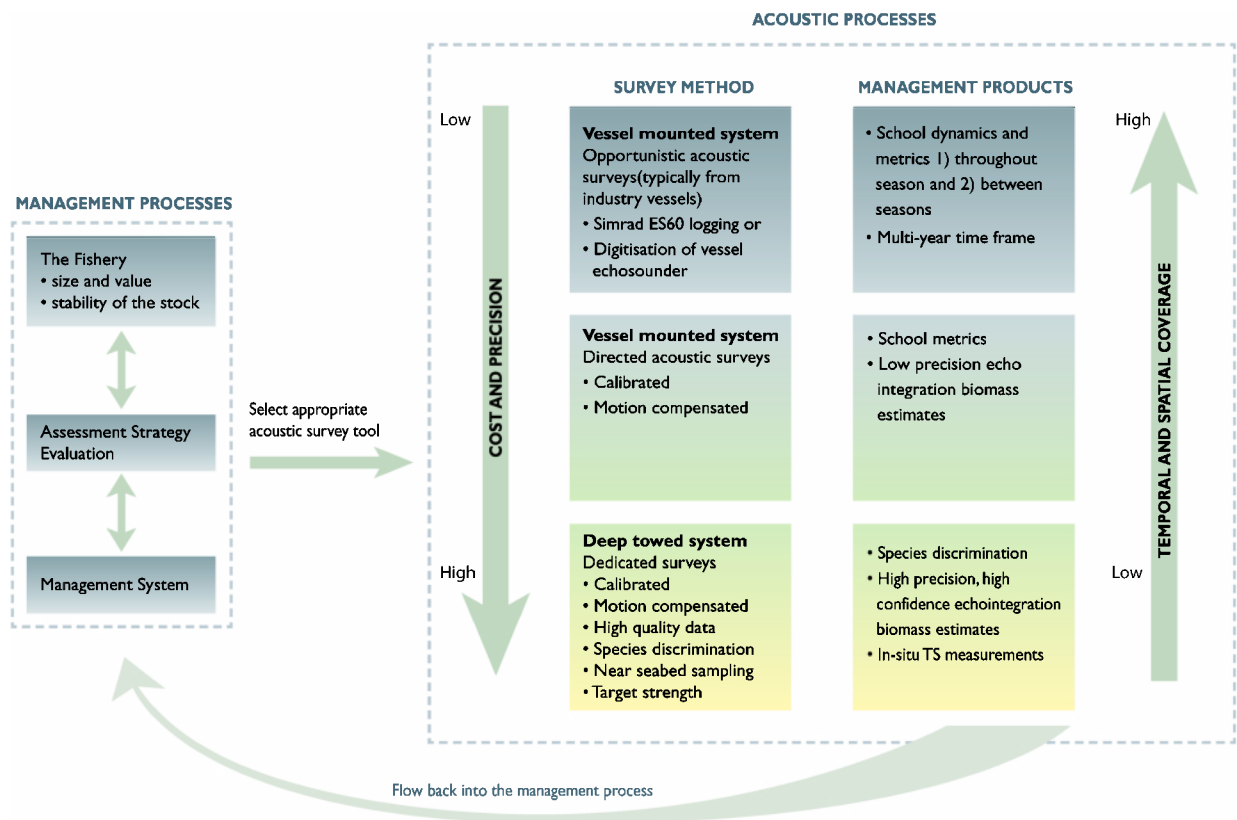 ACOUSTIC PROCESSES
MANAGEMENT PROCESSES
The Fishery
• size and value
• stability of the stock
Assessment Strategy
Evaluation
Management System
Select appropriate
acoustic survey tool
Low
COST AND PRECISION
High
SURVEY METHOD
Vessel mounted system
Opportunistic acoustic
surveys(typically from
industry vessels)
• Simrad ES60 logging or
• Digitisation of vessel
echosounder
Vessel mounted system
Directed acoustic surveys
• Calibrated
• Motion compensated
Deep towed system
Dedicated surveys
• Calibrated
• Motion compensated
• High quality data
• Species discrimination
• Near seabed sampling
• Target strength
MANAGEMENT PRODUCTS
• School dynamics and
metrics 1) throughout
season and 2) between
seasons
• Multi-year time frame
• School metrics
• Low precision echo
integration biomass
estimates
• Species discrimination
• High precision, high
confidence echointegration
biomass estimates
• In-situ TS measurements
High
TEMPORAL AND SPATIAL COVERAGE
Low
Flow back into the management process